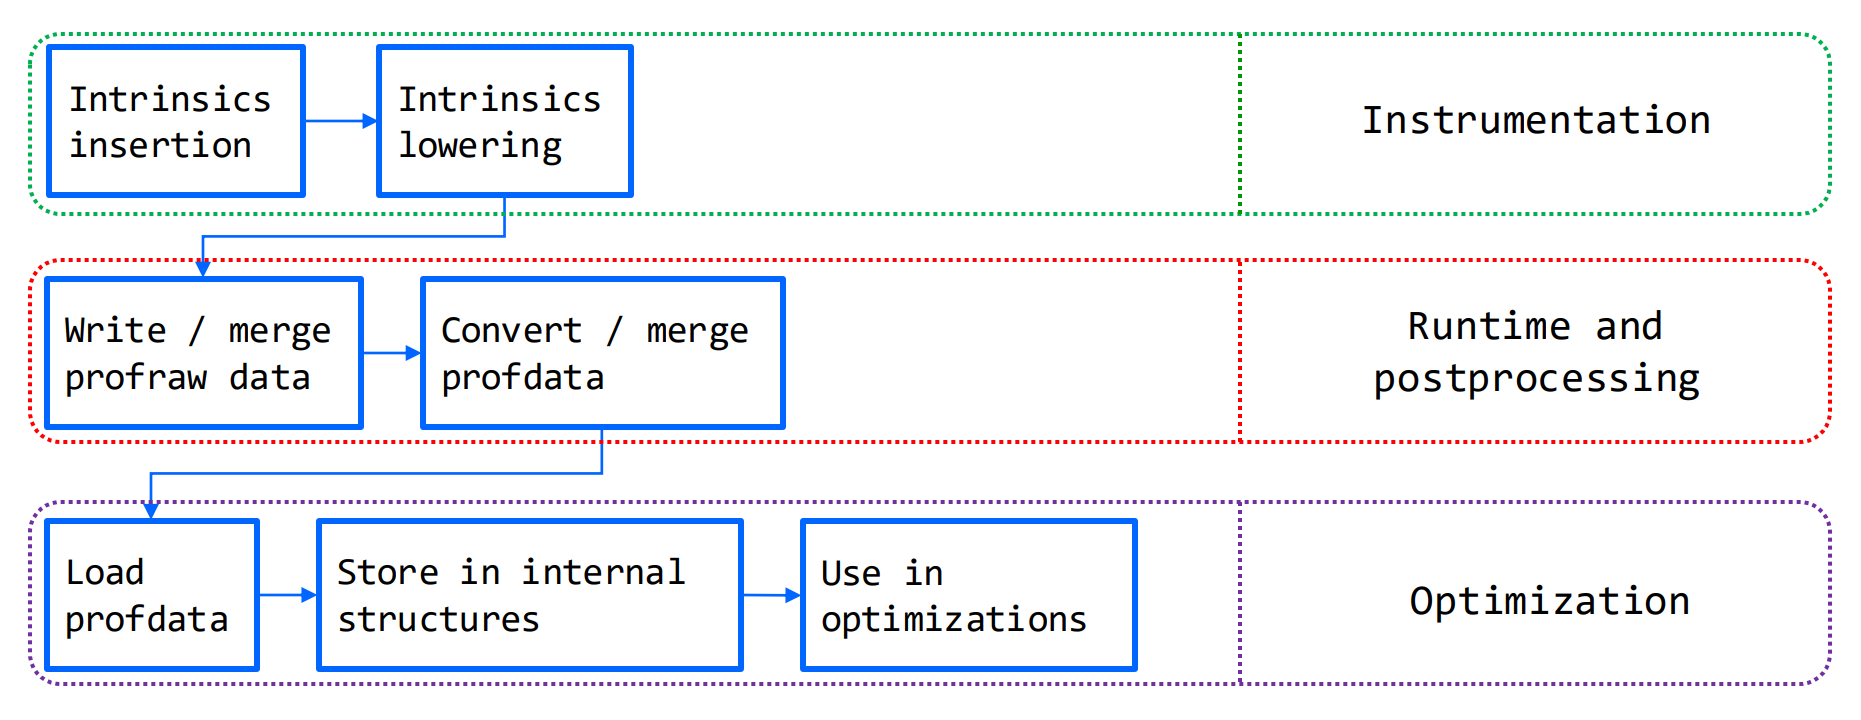 Intrinsics
insertion
Intrinsics
lowering
Instrumentation
Write / merge
profraw data
Convert / merge
profdata
Runtime and
postprocessing
Load
profdata
Store in internal
structures
Use in
optimizations
Optimization